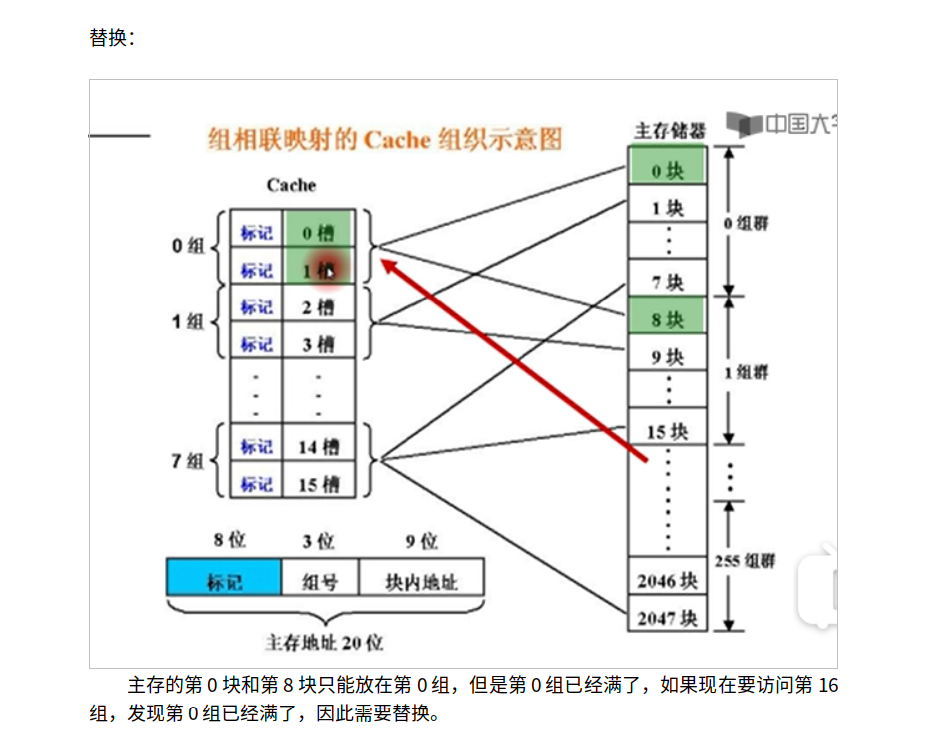 替换：
中国大
组相联映射的 Cache 组织示意图
主存储器
Cache
0 组
标记 0 槽
标记 1 槽
1 组
标记 2 槽
标记 3 槽
7 组
标记 14 槽
标记 15 槽
0 块
1 块
7 块
0 组群
8 块
9 块
15 块
1 组群
2046 块
2047 块
255 组群
8 位 3 位 9 位
标记 组号 块内地址
主存地址 20 位
主存的第 0 块和第 8 块只能放在第 0 组，但是第 0 组已经满了，如果现在要访问第 16
组，发现第 0 组已经满了，因此需要替换。